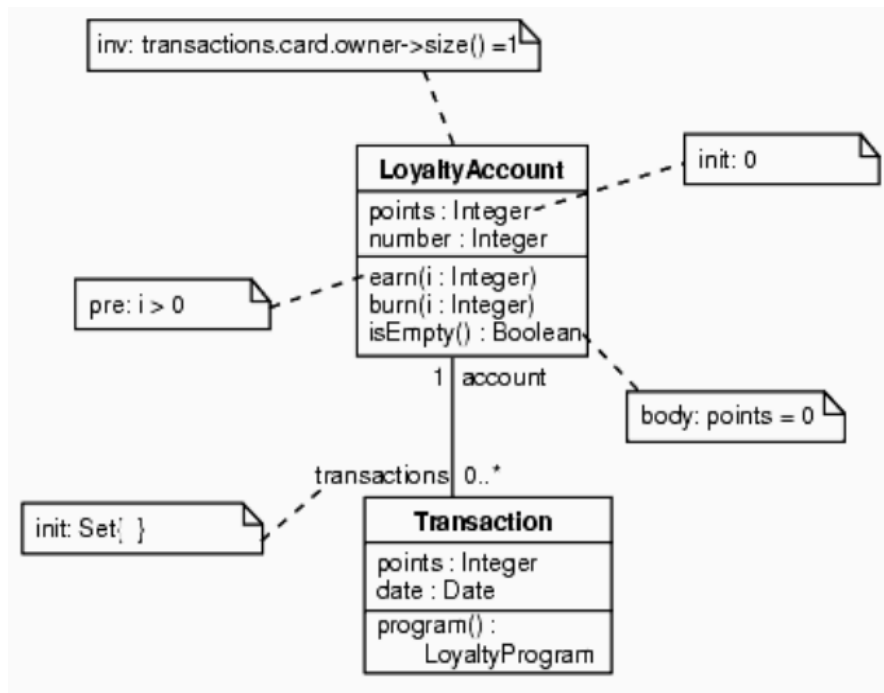 inv: transactions.card.owner->size() =1
LoyaltyAccount
init: 0
points : Integer
number : Integer
earn(i : Integer)
pre: i > 0
burn(i : Integer)
isEmpty() : Boolean
1 account
body: points = 0
transactions 0..*
init: Set{ }
Transaction
points : Integer
date : Date
program() :
LoyaltyProgram